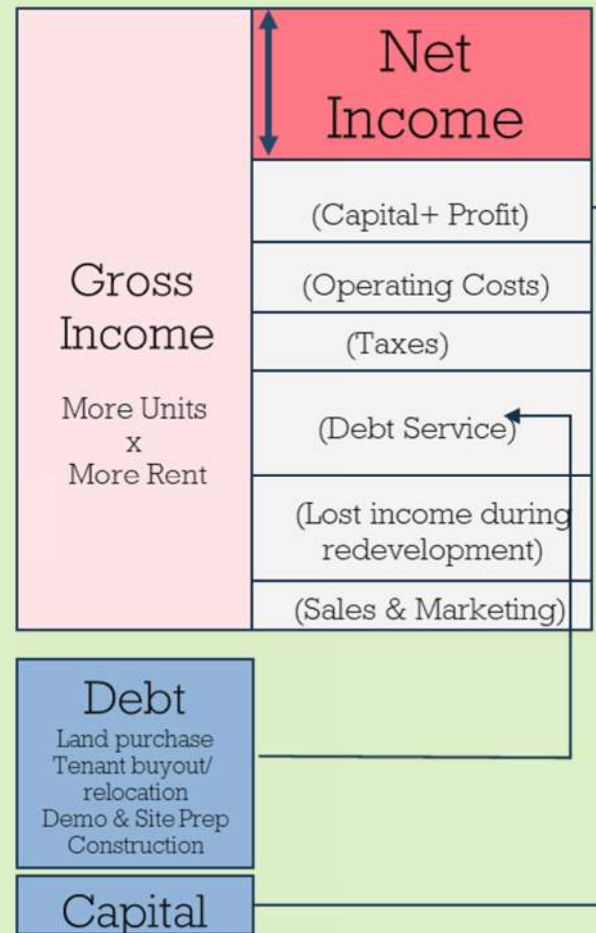 Net
Income
(Capital+ Profit)
Gross
Income
More Units
x
More Rent
(Operating Costs)
(Taxes)
(Debt Service)
(Lost income during
redevelopment)
(Sales & Marketing)
Debt
Land purchase
Tenant buyout/
relocation
Demo & Site Prep
Construction
Capital